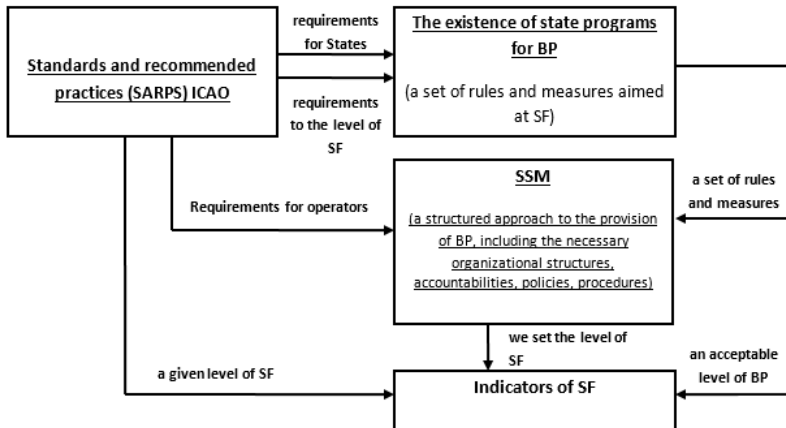 Standards and recommended
practices (SARPS) ICAO
requirements
for States
requirements
to the level of
SF
The existence of state programs
for BP
(a set of rules and measures aimed
at SF)
Requirements for operators
SSM
(a structured approach to the provision
of BP, including the necessary
organizational structures,
accountabilities, policies, procedures)
a set of rules
and measures
we set the level of
SF
a given level of SF
Indicators of SF
an acceptable
level of BP